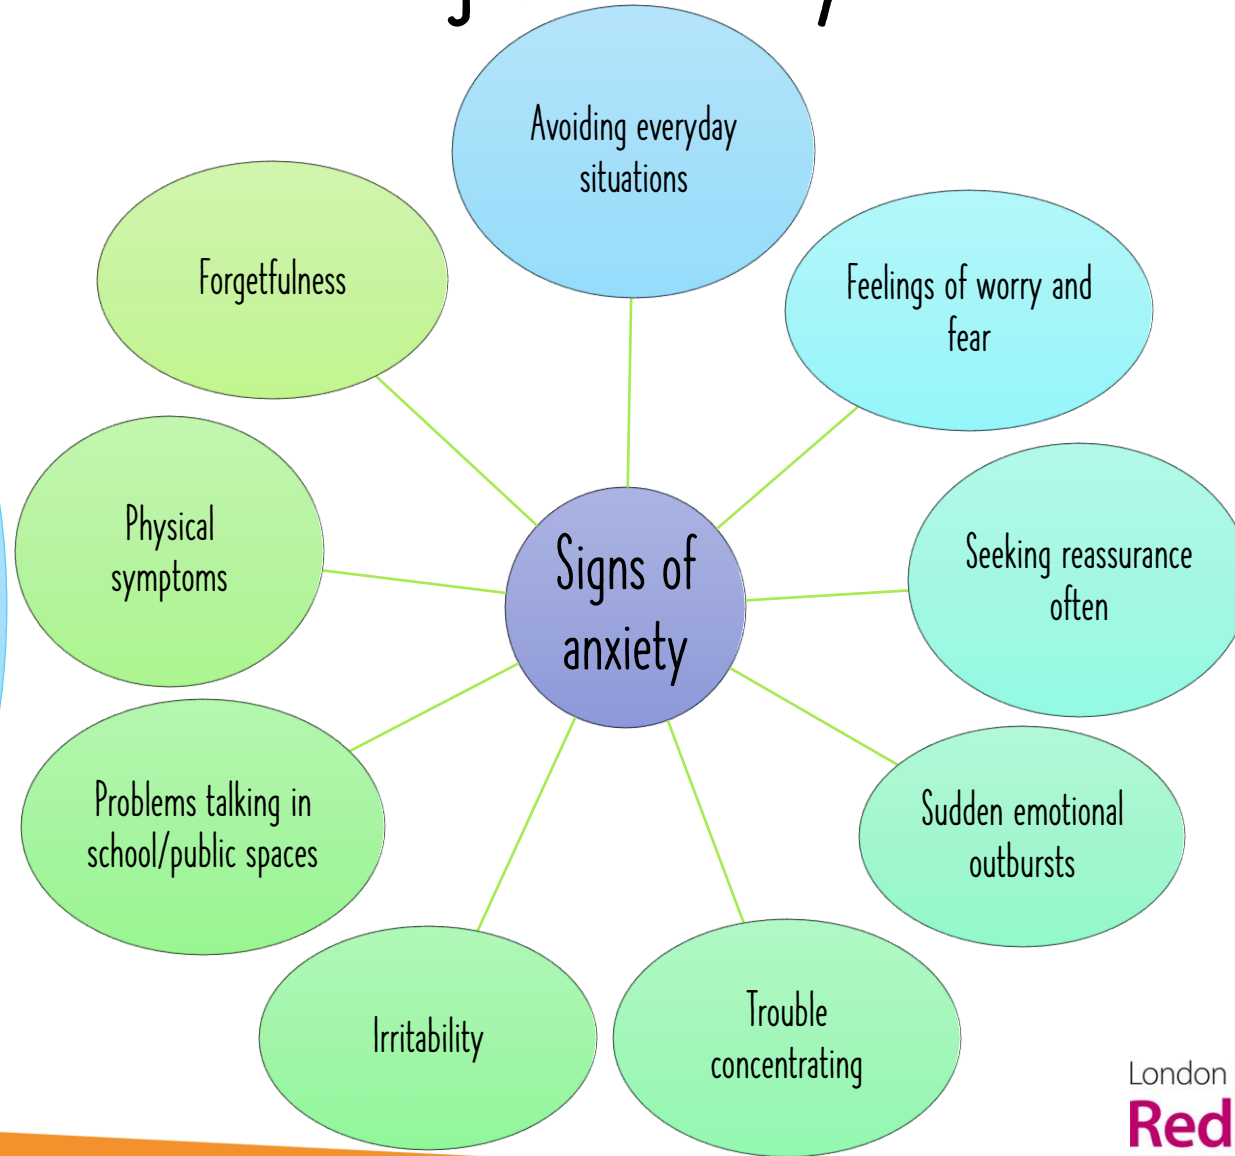 Avoiding everyday
situations
Feelings of worry and
fear
Seeking reassurance
often
Sudden emotional
outbursts
Trouble
concentrating
Irritability
Problems talking in
school/public spaces
Physical
symptoms
Forgetfulness
Signs of
anxiety
London
Red